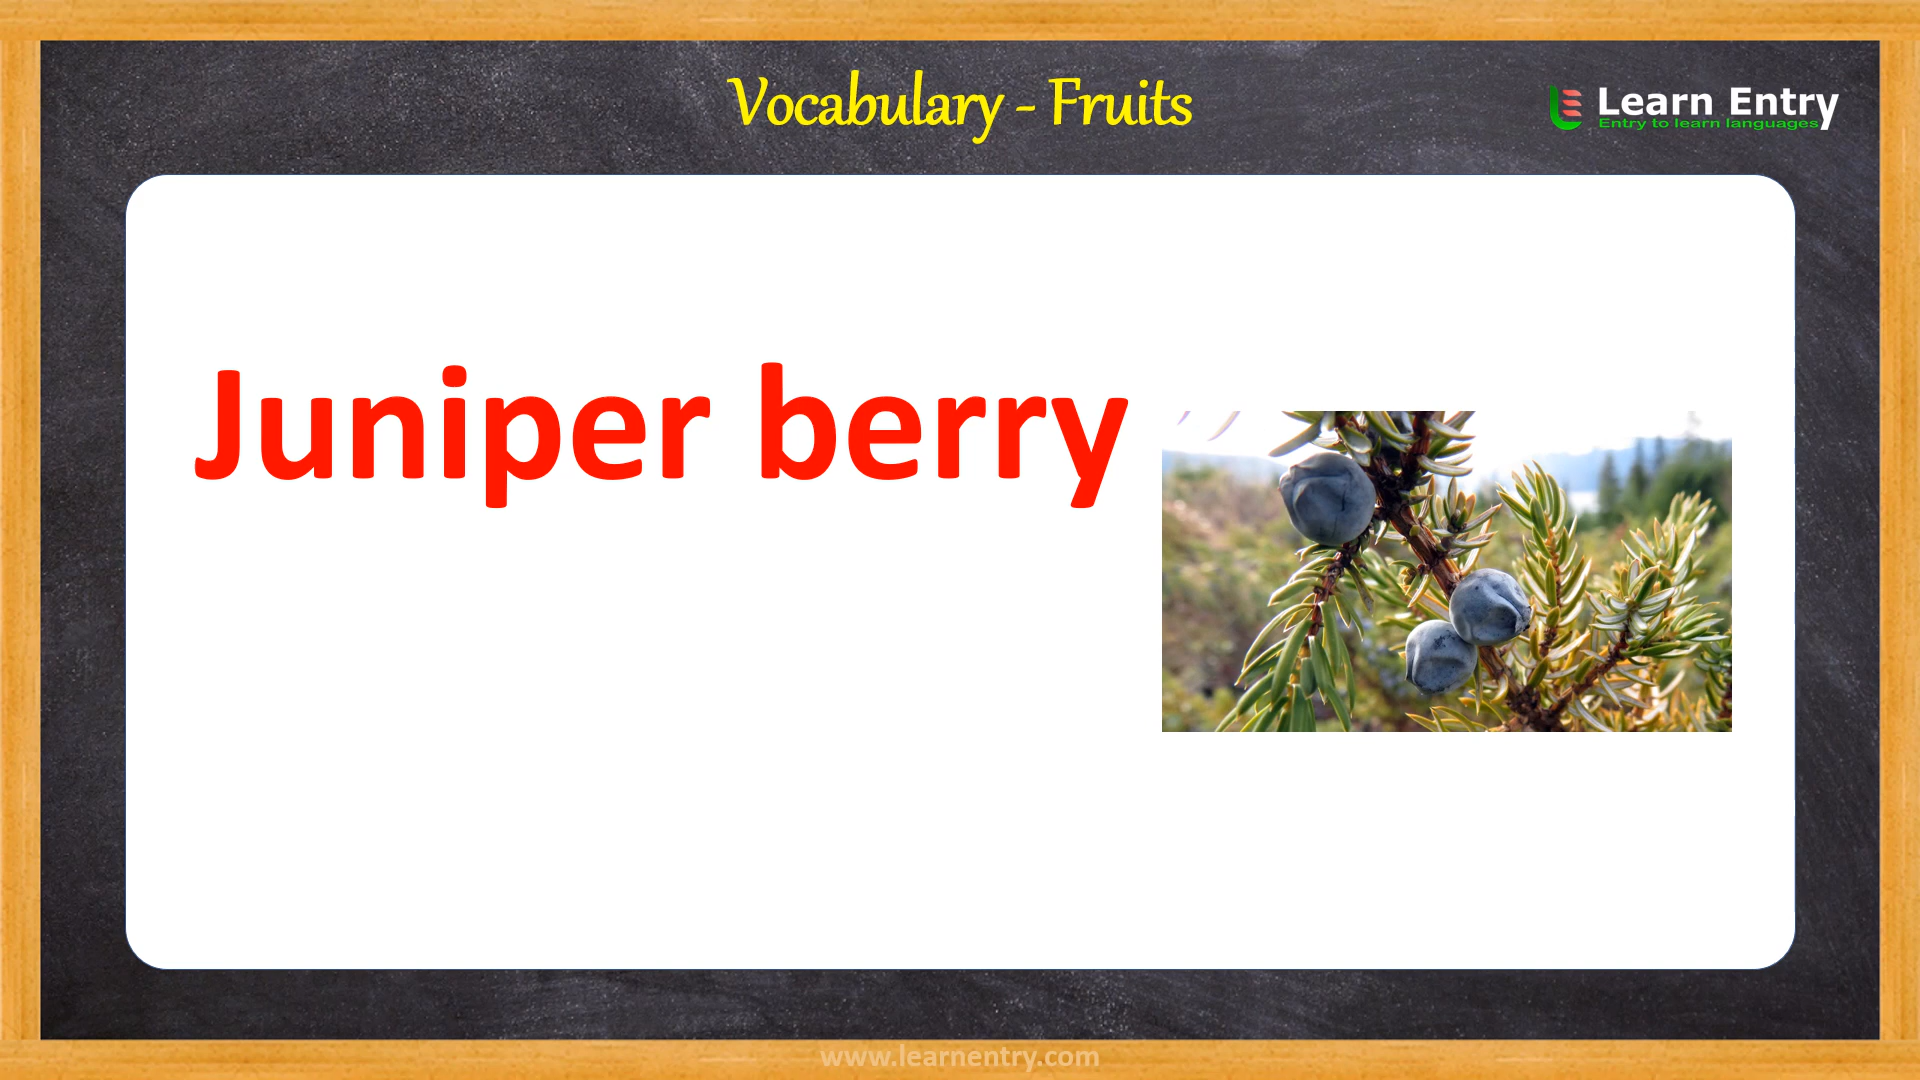 Vocabulary - Fruits
Learn Entry
Entry to learn languages
Juniper berry
www.learnentry.com